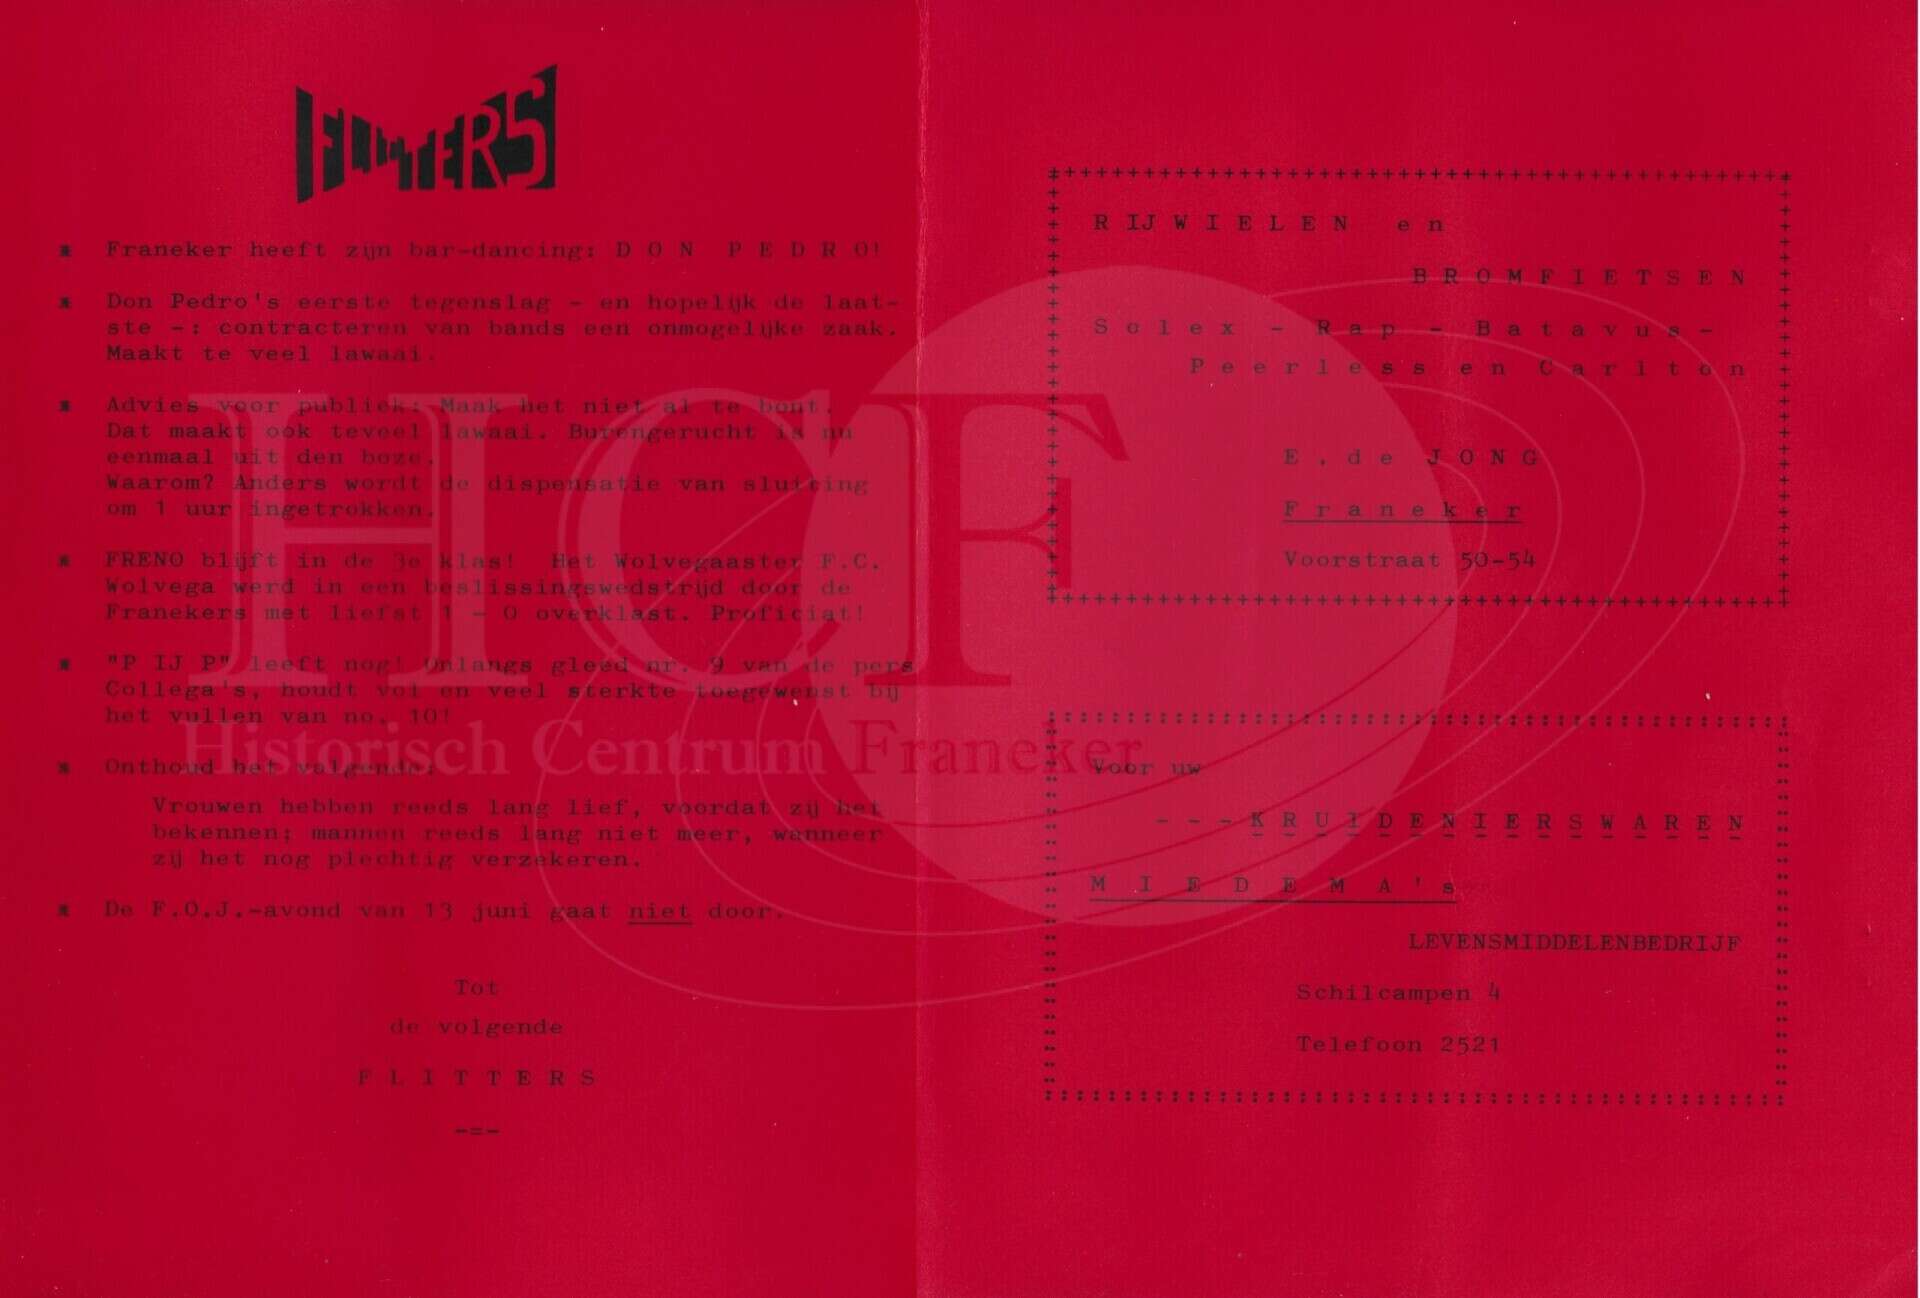 FLITTERS
* Franeker heeft zijn bar-dancing: D O N P E D R O!
* Don Pedro's eerste tegenslag - en hopelijk de laat-
ste -: contracteren van bands een onmogelijke zaak.
Maakt te veel lawaai.
* Advies voor publiek: Maak het niet al te bont.
Dat maakt ook teveel lawaai. Burengerucht is nu
eenmaal uit den boze.
Waarom? Anders wordt de dispensatie van sluiting
om 1 uur ingetrokken.
* FRENO blijft in de 3e klas! Het Wolvegaaster F.C.
Wolvega werd in een beslissingswedstrijd door de
Franekers met liefst 1 - 0 overklast. Proficiat!
* "P IJ P" leeft nog! Onlangs gleed nr. 9 van de pers
Collega's, houdt vol en veel sterkte toegewenst bij
het vullen van no. 10!
* Onthoud het volgende:
Vrouwen hebben reeds lang lief, voordat zij het
bekennen; mannen reeds lang niet meer, wanneer
zij het nog plechtig verzekeren.
* De F.O.J.-avond van 13 juni gaat niet door.
Tot
de volgende
F L I T T E R S
-=-
R IJ W I E L E N e n
B R O M F I E T S E N
S o l e x - R a p - B a t a v u s -
P e e r l e s s e n C a r l t o n
E . d e J O N G
F r a n e k e r
Voorstraat 50-54
Voor uw
- - - K R U I D E N I E R S W A R E N
M I E D E M A ' s
LEVENSMIDDELENBEDRIJF
Schilcampen 4
Telefoon 2521
HCF
Historisch Centrum Franeker